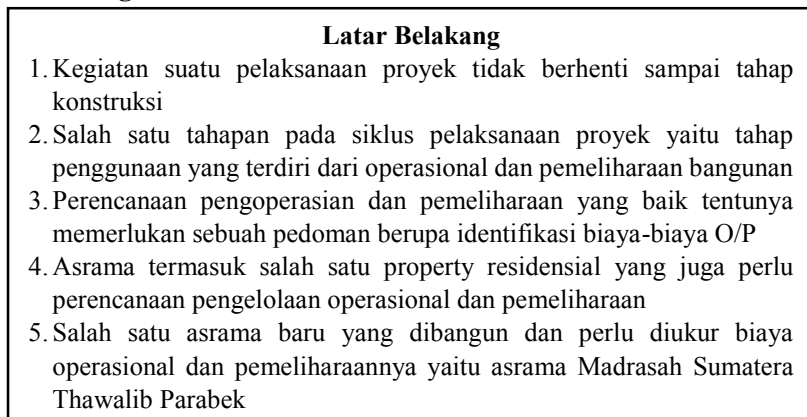 Latar Belakang
1. Kegiatan suatu pelaksanaan proyek tidak berhenti sampai tahap
konstruksi
2. Salah satu tahapan pada siklus pelaksanaan proyek yaitu tahap
penggunaan yang terdiri dari operasional dan pemeliharaan bangunan
3. Perencanaan pengoperasian dan pemeliharaan yang baik tentunya
memerlukan sebuah pedoman berupa identifikasi biaya-biaya O/P
4. Asrama termasuk salah satu property residensial yang juga perlu
perencanaan pengelolaan operasional dan pemeliharaan
5. Salah satu asrama baru yang dibangun dan perlu diukur biaya
operasional dan pemeliharaannya yaitu asrama Madrasah Sumatera
Thawalib Parabek